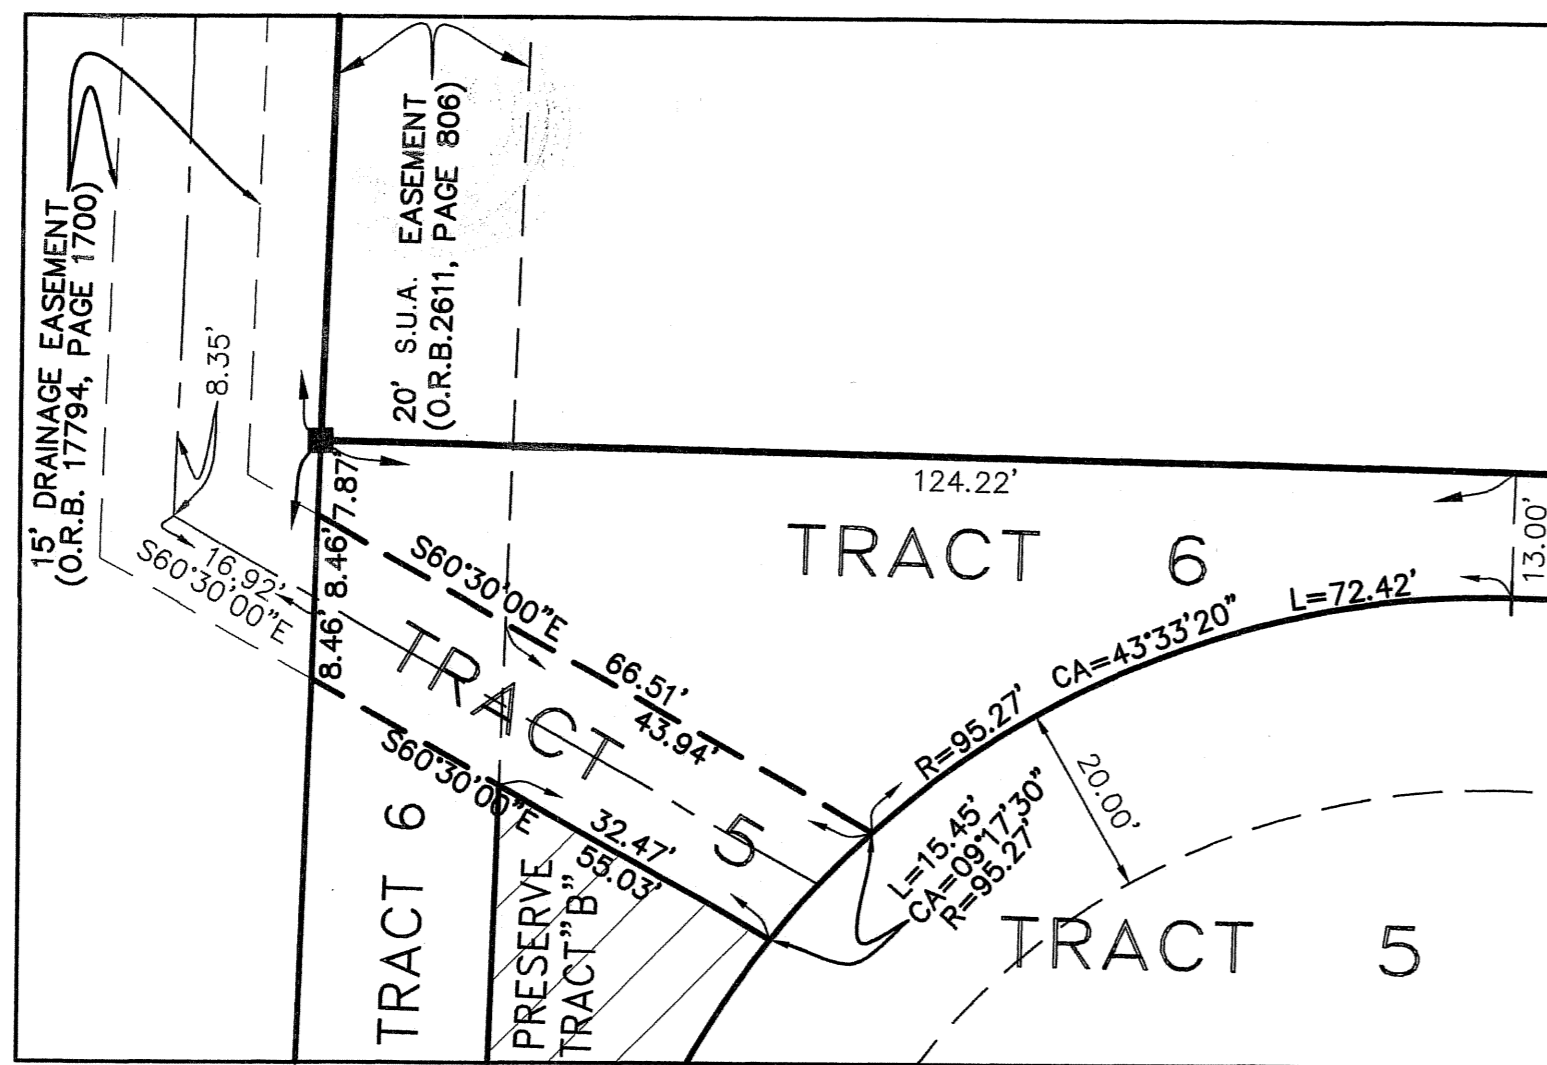 15' DRAINAGE EASEMENT
(O.R.B. 17794, PAGE 1700)
8.35'
20' S.U.A. EASEMENT
(O.R.B.2611, PAGE 806)
124.22'
13.00'
TRACT 6
7.87'
8.46'
8.46'
16.92'
S60°30'00"E
S60°30'00"E
66.51'
43.94'
TRACT 5
S60°30'00"E
32.47'
55.03'
L=72.42'
CA=43°33'20"
R=95.27'
20.00'
L=15.45'
CA=09°17'30"
R=95.27'
TRACT 6
PRESERVE
TRACT"B"
TRACT 5